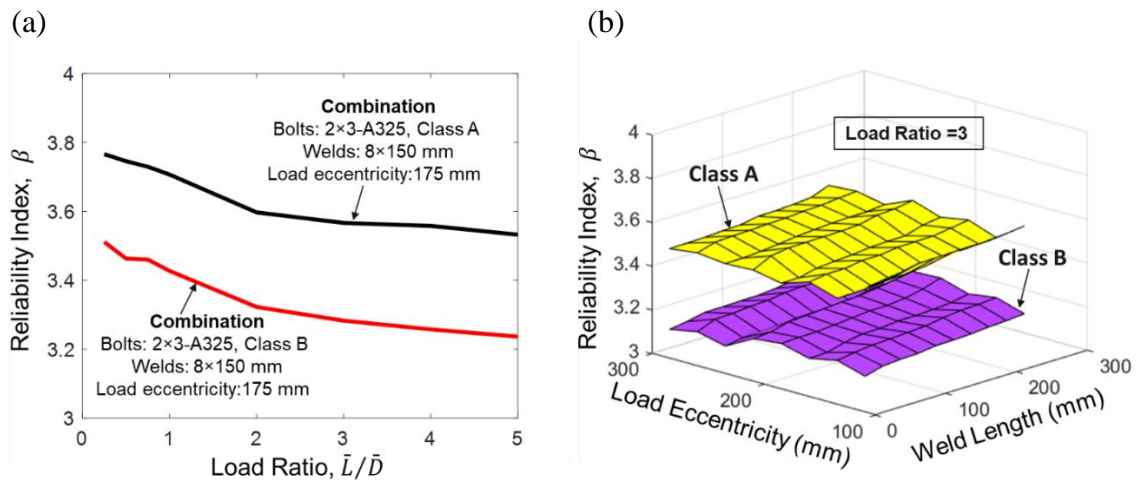 (a)
4
3.8
3.6
3.4
3.2
3
Reliability Index, β
Combination
Bolts: 2×3-A325, Class A
Welds: 8×150 mm
Load eccentricity:175 mm
Combination
Bolts: 2×3-A325, Class B
Welds: 8×150 mm
Load eccentricity:175 mm
0 1 2 3 4 5
Load Ratio, L̄/D̄
(b)
4
3.8
3.6
3.4
3.2
3
Reliability Index, β
Load Ratio =3
Class A
Class B
300
200
100
Load Eccentricity (mm)
0
100
200
300
Weld Length (mm)